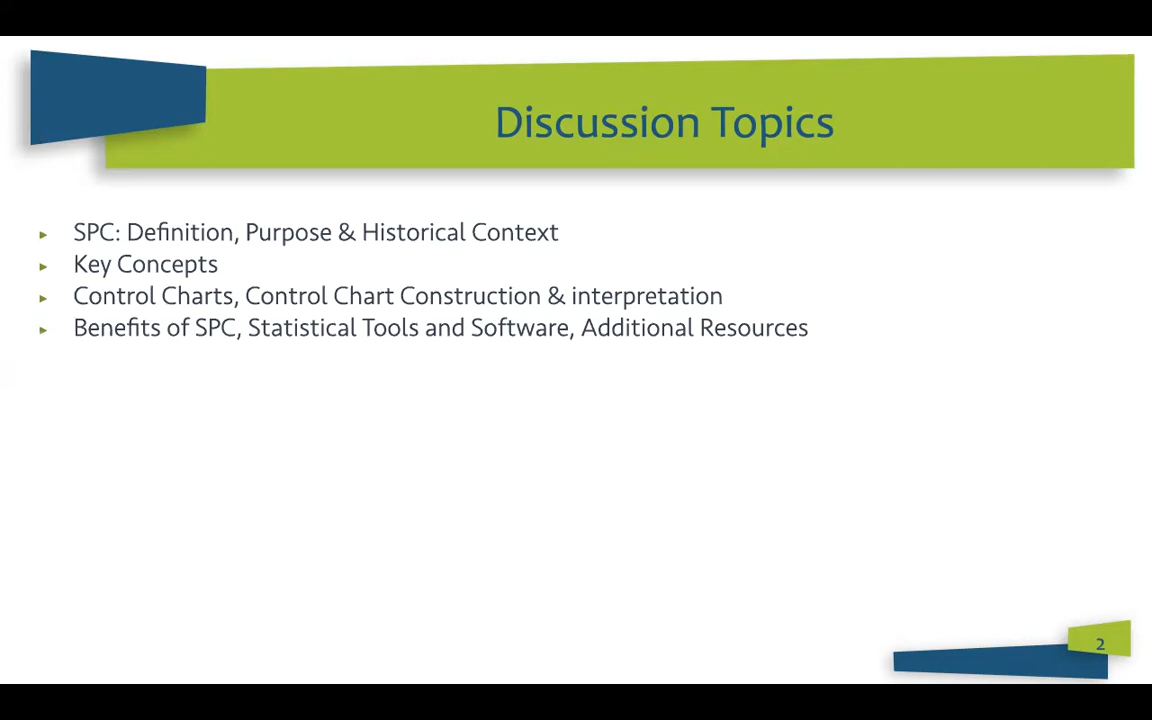 Discussion Topics
SPC: Definition, Purpose & Historical Context
Key Concepts
Control Charts, Control Chart Construction & interpretation
Benefits of SPC, Statistical Tools and Software, Additional Resources
2